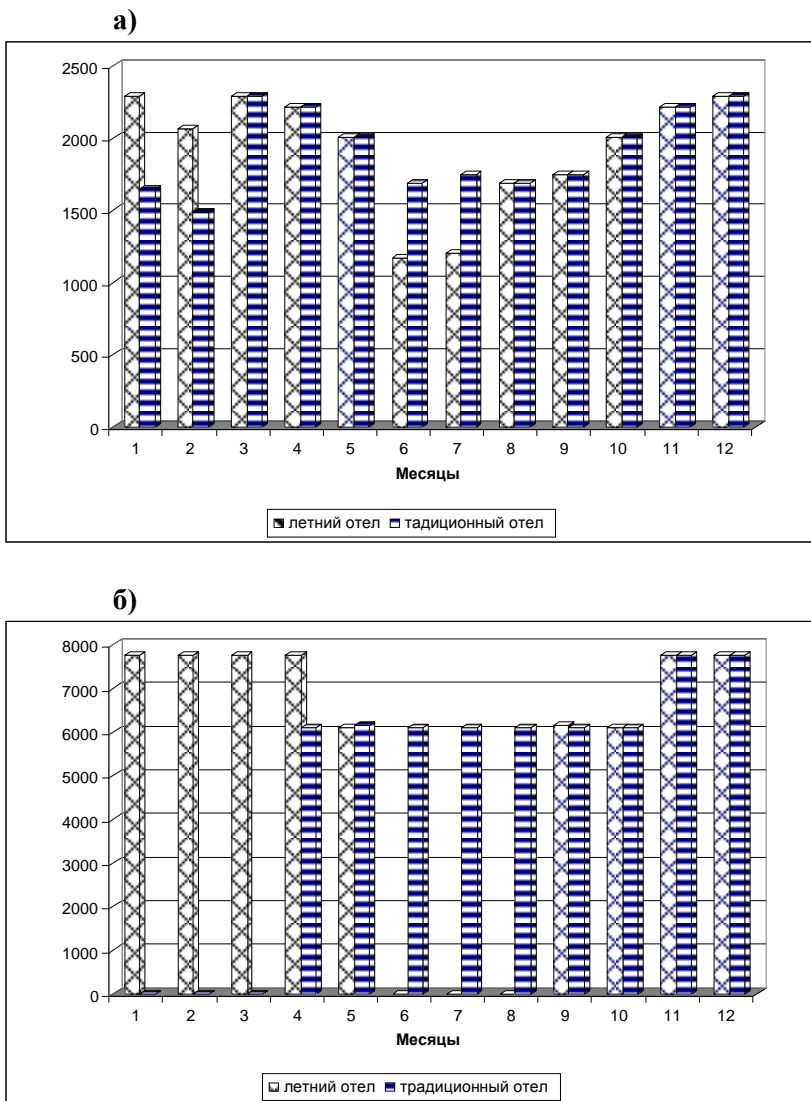 а)
2500
2000
1500
1000
500
0
1 2 3 4 5 6 7 8 9 10 11 12
Месяцы
летний отел тадиционный отел
б)
8000
7000
6000
5000
4000
3000
2000
1000
0
1 2 3 4 5 6 7 8 9 10 11 12
Месяцы
летний отел традиционный отел